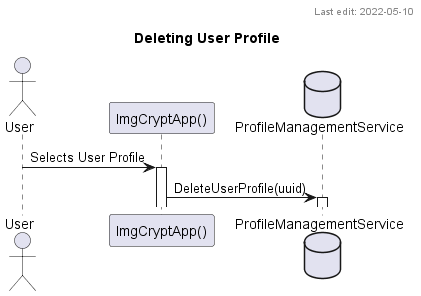 Last edit: 2022-05-10
Deleting User Profile
User
ImgCryptApp()
ProfileManagementService
Selects User Profile
DeleteUserProfile(uuid)
User
ImgCryptApp()
ProfileManagementService